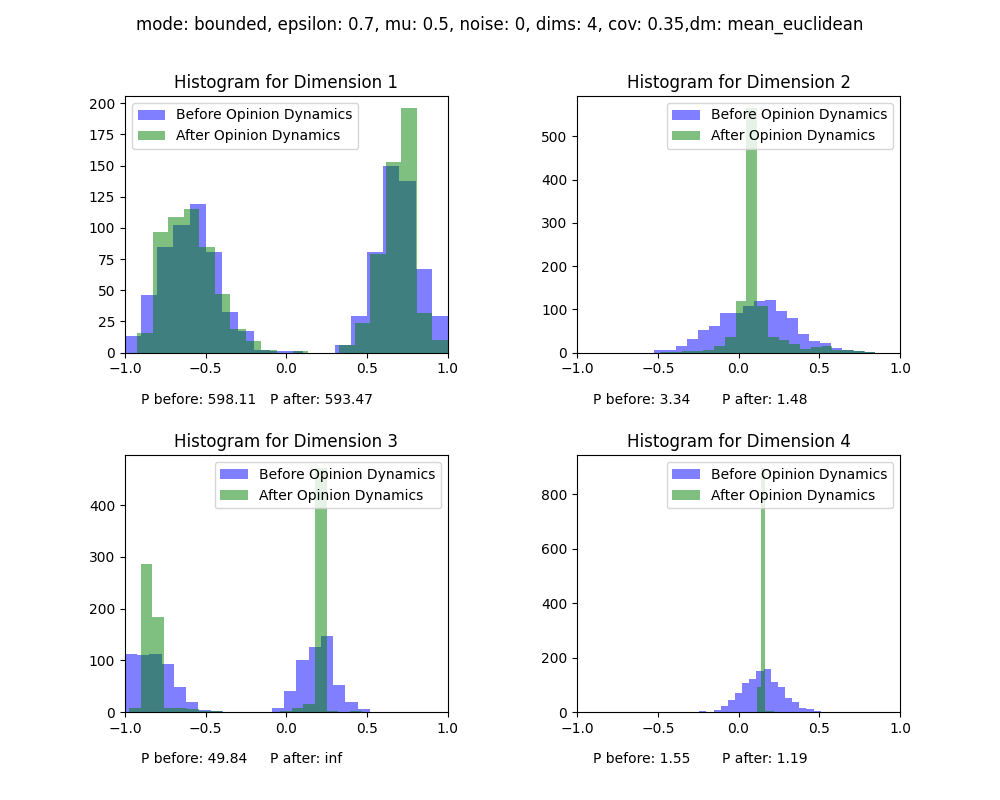 mode: bounded, epsilon: 0.7, mu: 0.5, noise: 0, dims: 4, cov: 0.35,dm: mean_euclidean
Histogram for Dimension 1
Before Opinion Dynamics
After Opinion Dynamics
200
175
150
125
100
75
50
25
0
−1.0 −0.5 0.0 0.5 1.0
P before: 598.11 P after: 593.47
Histogram for Dimension 2
Before Opinion Dynamics
After Opinion Dynamics
500
400
300
200
100
0
−1.0 −0.5 0.0 0.5 1.0
P before: 3.34 P after: 1.48
Histogram for Dimension 3
Before Opinion Dynamics
After Opinion Dynamics
400
300
200
100
0
−1.0 −0.5 0.0 0.5 1.0
P before: 49.84 P after: inf
Histogram for Dimension 4
Before Opinion Dynamics
After Opinion Dynamics
800
600
400
200
0
−1.0 −0.5 0.0 0.5 1.0
P before: 1.55 P after: 1.19